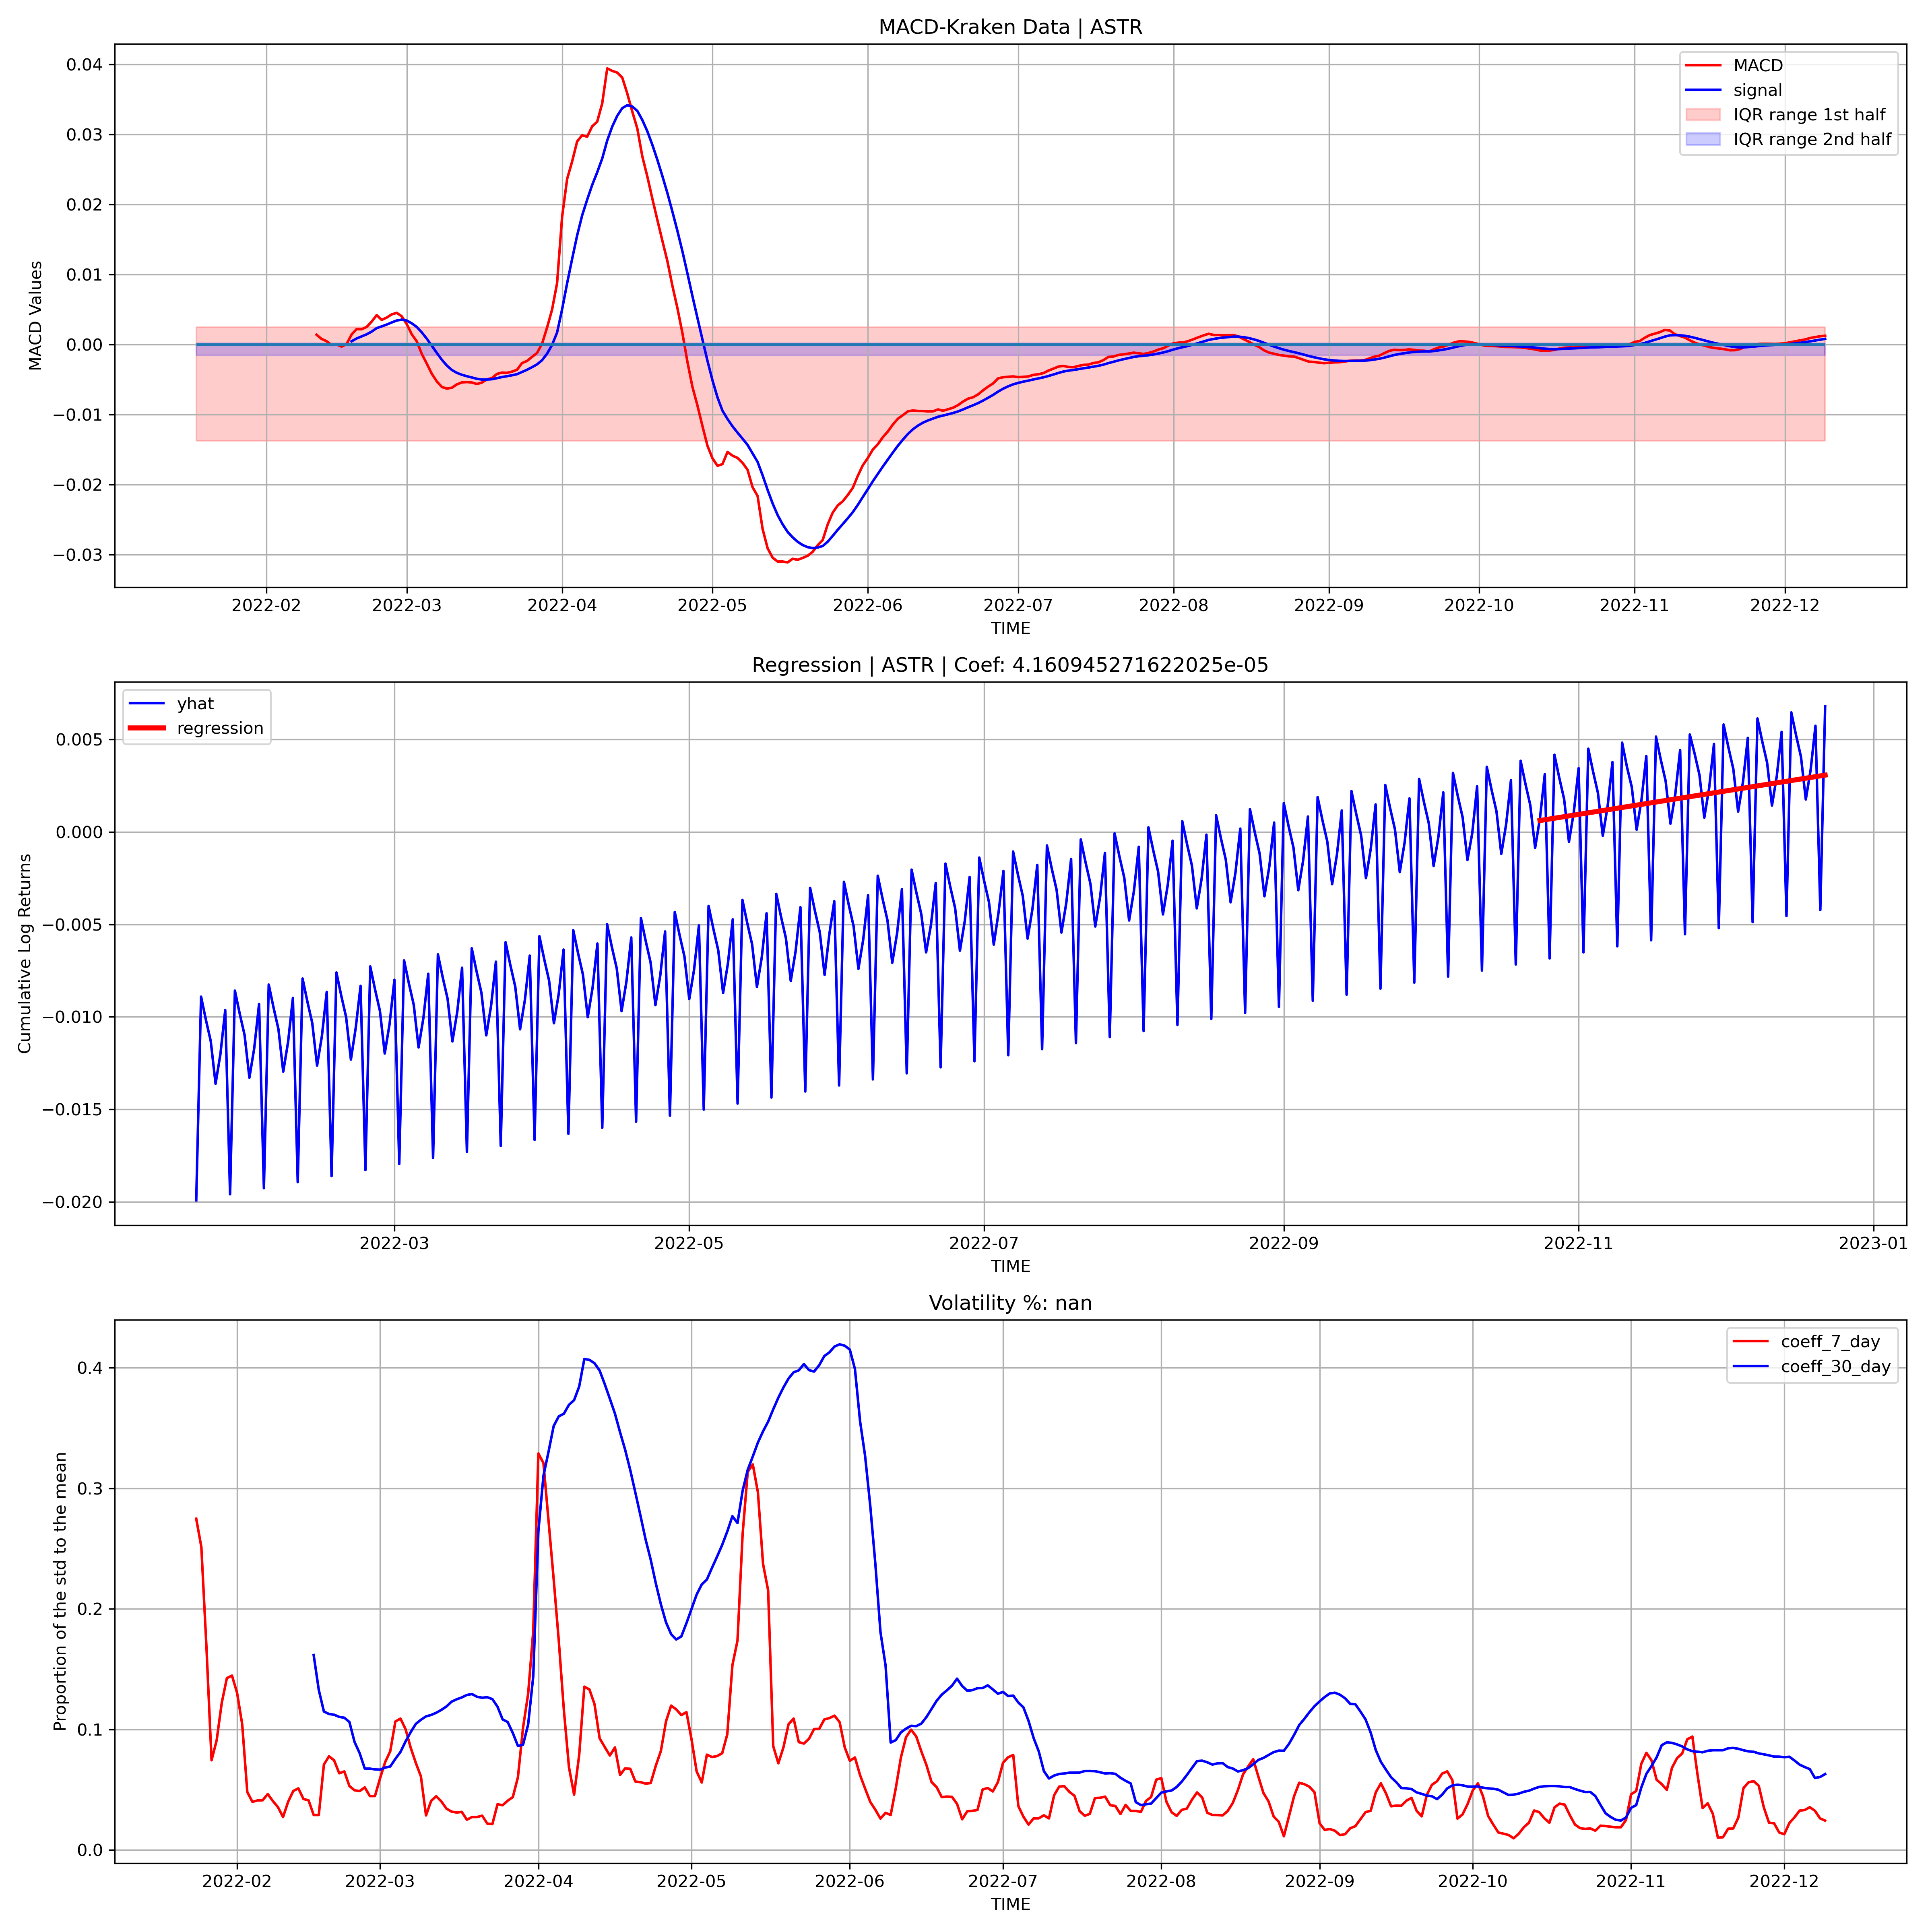 MACD-Kraken Data | ASTR
MACD
signal
IQR range 1st half
IQR range 2nd half
MACD Values
0.04
0.03
0.02
0.01
0.00
−0.01
−0.02
−0.03
2022-02 2022-03 2022-04 2022-05 2022-06 2022-07 2022-08 2022-09 2022-10 2022-11 2022-12
TIME
Regression | ASTR | Coef: 4.160945271622025e-05
yhat
regression
Cumulative Log Returns
0.005
0.000
−0.005
−0.010
−0.015
−0.020
2022-03 2022-05 2022-07 2022-09 2022-11 2023-01
TIME
Volatility %: nan
coeff_7_day
coeff_30_day
Proportion of the std to the mean
0.4
0.3
0.2
0.1
0.0
2022-02 2022-03 2022-04 2022-05 2022-06 2022-07 2022-08 2022-09 2022-10 2022-11 2022-12
TIME